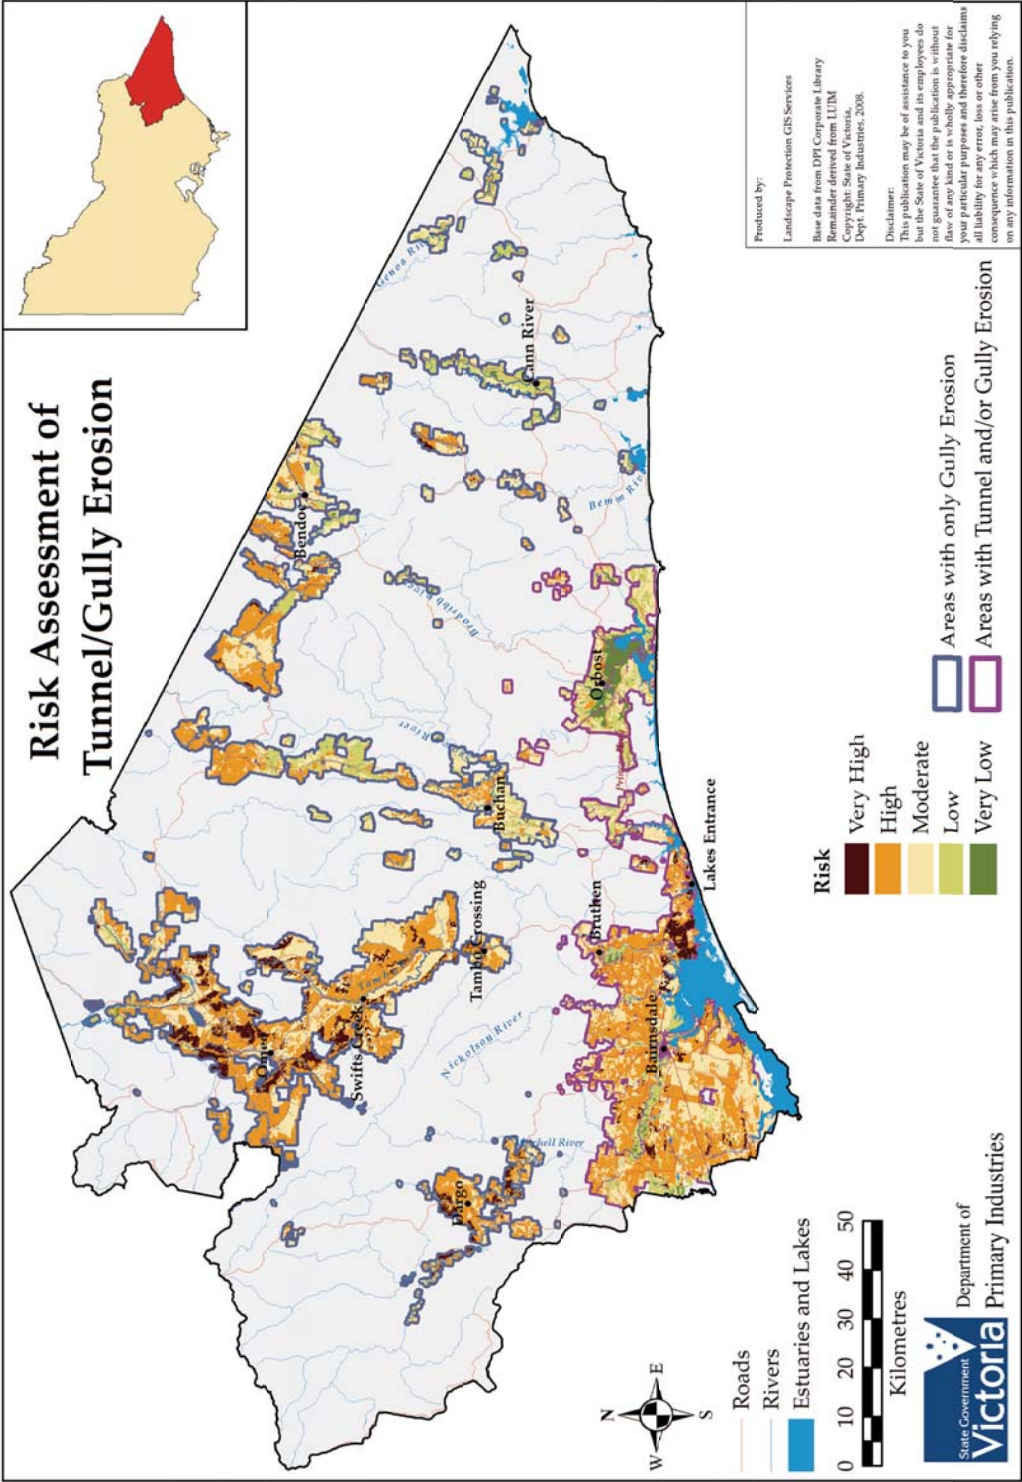 Risk Assessment of
Tunnel/Gully Erosion
Genoa
Bendoc
Cann River
Bemm
Brodribb River
River
Orbost
Buchan
Omeo
Swifts Creek
Tambo
Tambo Crossing
Bruthen
Lakes Entrance
Nickolson River
Bairnsdale
Dargo
Mitchell River
N
W
E
S
Roads
Rivers
Estuaries and Lakes
0 10 20 30 40 50
Kilometres
State Government
Victoria
Department of
Primary Industries
Risk
Very High
High
Moderate
Low
Very Low
Areas with only Gully Erosion
Areas with Tunnel and/or Gully Erosion
Produced by:
Landscape Protection GIS Services
Base data from DPI Corporate Library
Remainder derived from LUIM
Copyright: State of Victoria,
Dept. Primary Industries, 2008.
Disclaimer:
This publication may be of assistance to you
but the State of Victoria and its employees do
not guarantee that the publication is without
flaw of any kind or is wholly appropriate for
your particular purposes and therefore disclaims
all liability for any error, loss or other
consequence which may arise from you relying
on any information in this publication.